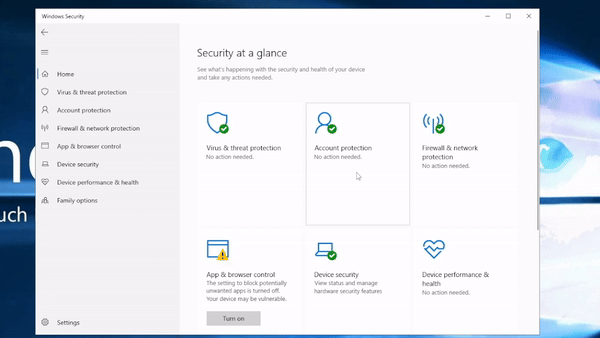 Windows Security
Home
Virus & threat protection
Account protection
Firewall & network protection
App & browser control
Device security
Device performance & health
Family options
Settings
Security at a glance
See what's happening with the security and health of your device
and take any actions needed.
Virus & threat protection
No action needed.
Account protection
No action needed.
Firewall & network
protection
No action needed.
App & browser control
The setting to block potentially
unwanted apps is turned off.
Your device may be vulnerable.
Turn on
Device security
View status and manage
hardware security features
Device performance &
health
No action needed.